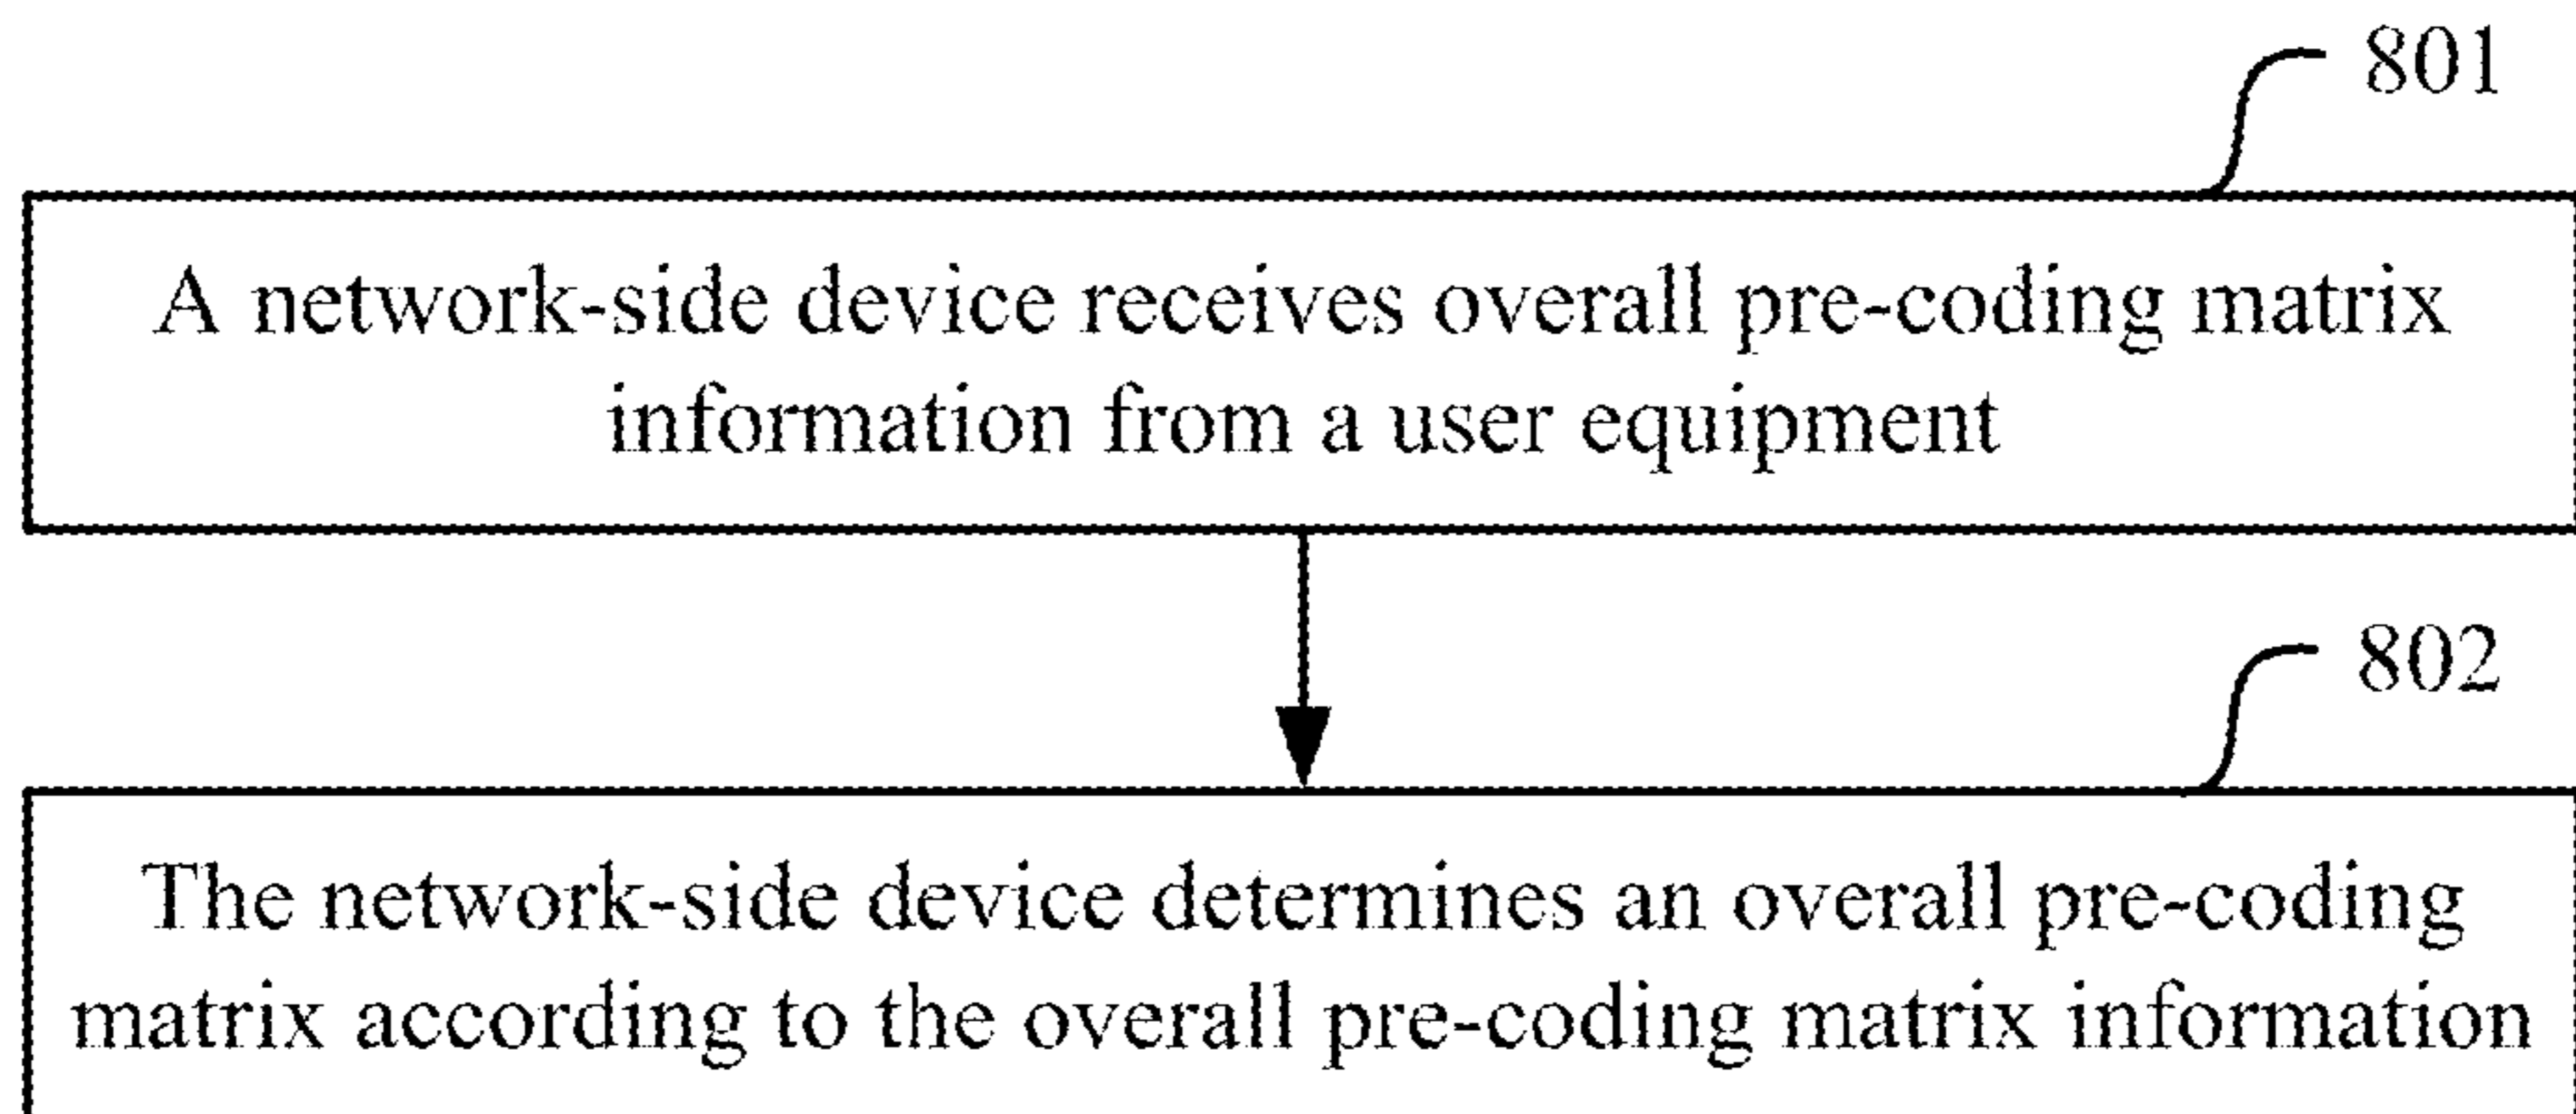 801
A network-side device receives overall pre-coding matrix
information from a user equipment
802
The network-side device determines an overall pre-coding
matrix according to the overall pre-coding matrix information